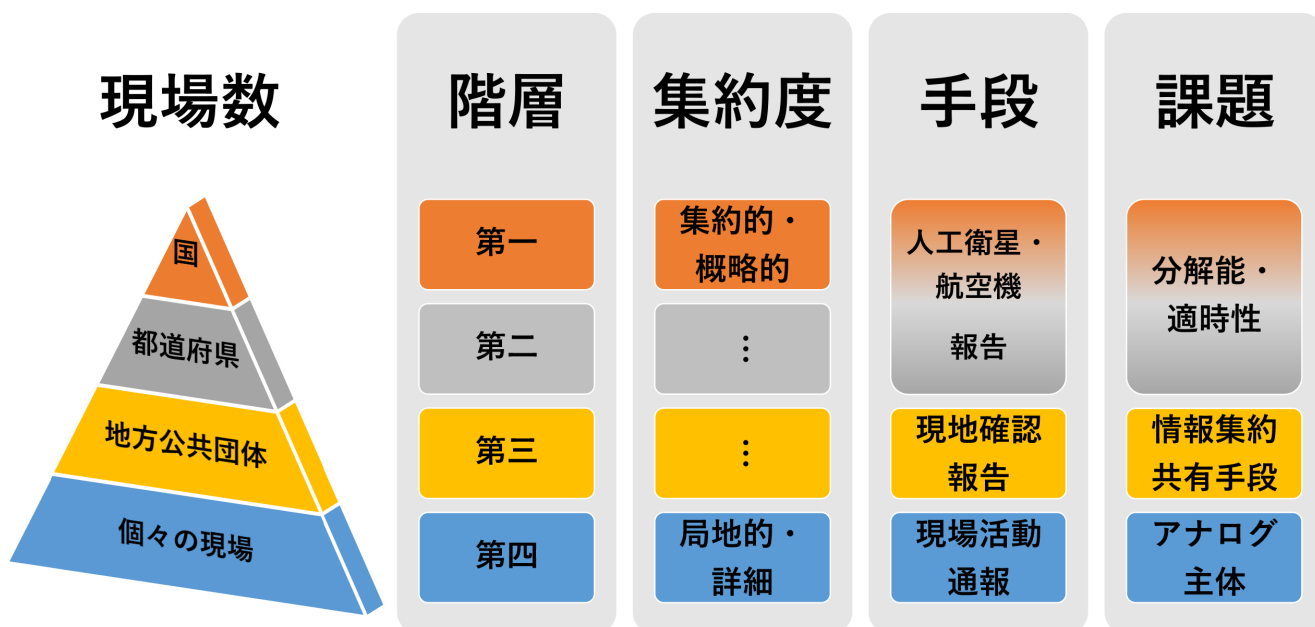 現場数
階層
集約度
手段
課題
国
都道府県
地方公共団体
個々の現場
第一
第二
第三
第四
集約的・
概略的
⋮
⋮
局地的・
詳細
人工衛星・
航空機
報告
現地確認
報告
現場活動
通報
分解能・
適時性
情報集約
共有手段
アナログ
主体